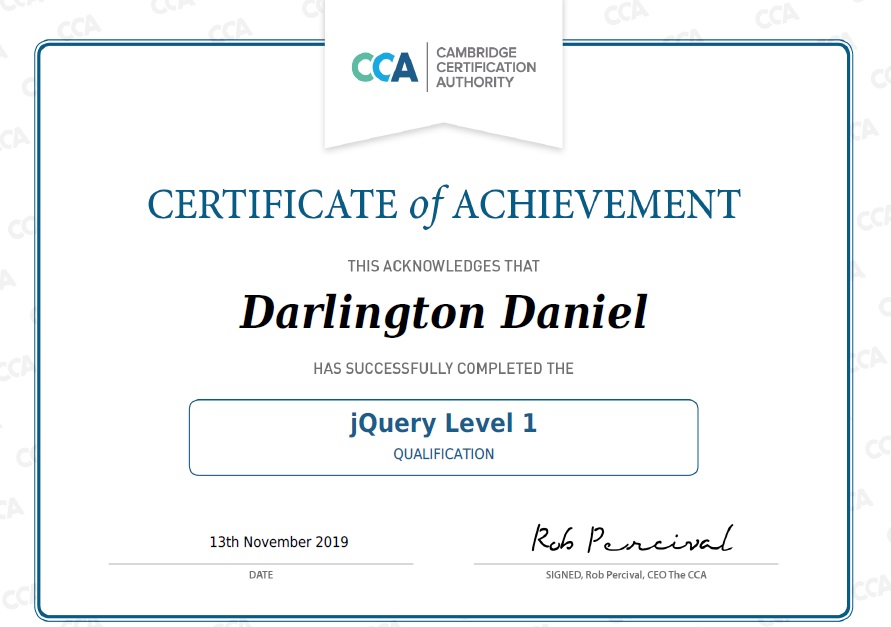 CCA
CAMBRIDGE
CERTIFICATION
AUTHORITY
CERTIFICATE of ACHIEVEMENT
THIS ACKNOWLEDGES THAT
Darlington Daniel
HAS SUCCESSFULLY COMPLETED THE
jQuery Level 1
QUALIFICATION
13th November 2019
Rob Percival
DATE
SIGNED, Rob Percival, CEO The CCA